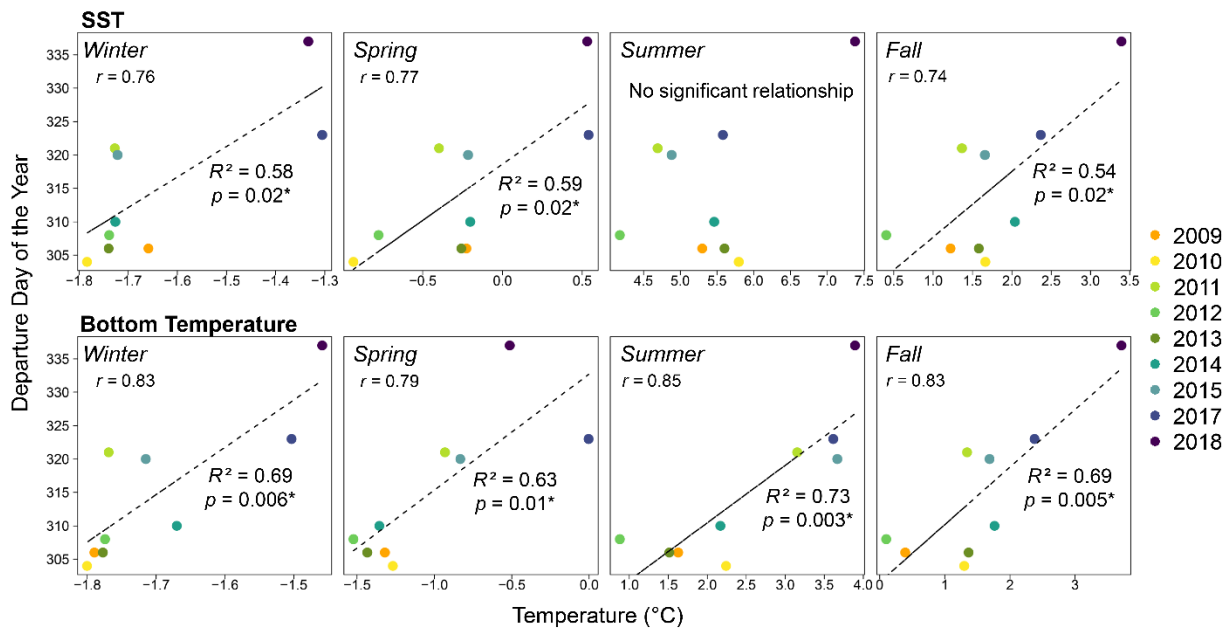 SST
Winter
r = 0.76
R² = 0.58
p = 0.02*
Spring
r = 0.77
R² = 0.59
p = 0.02*
Summer
No significant relationship
Fall
r = 0.74
R² = 0.54
p = 0.02*
335
330
325
320
315
310
305
−1.8
−1.7
−1.6
−1.5
−1.4
−1.3
−0.5
0.0
0.5
4.5
5.0
5.5
6.0
6.5
7.0
7.5
0.5
1.0
1.5
2.0
2.5
3.0
3.5
Departure Day of the Year
Bottom Temperature
Winter
r = 0.83
R² = 0.69
p = 0.006*
Spring
r = 0.79
R² = 0.63
p = 0.01*
Summer
r = 0.85
R² = 0.73
p = 0.003*
Fall
r = 0.83
R² = 0.69
p = 0.005*
335
330
325
320
315
310
305
−1.8
−1.7
−1.6
−1.5
−1.5
−1.0
−0.5
0.0
1.0
1.5
2.0
2.5
3.0
3.5
4.0
0
1
2
3
Temperature (°C)
2009
2010
2011
2012
2013
2014
2015
2017
2018